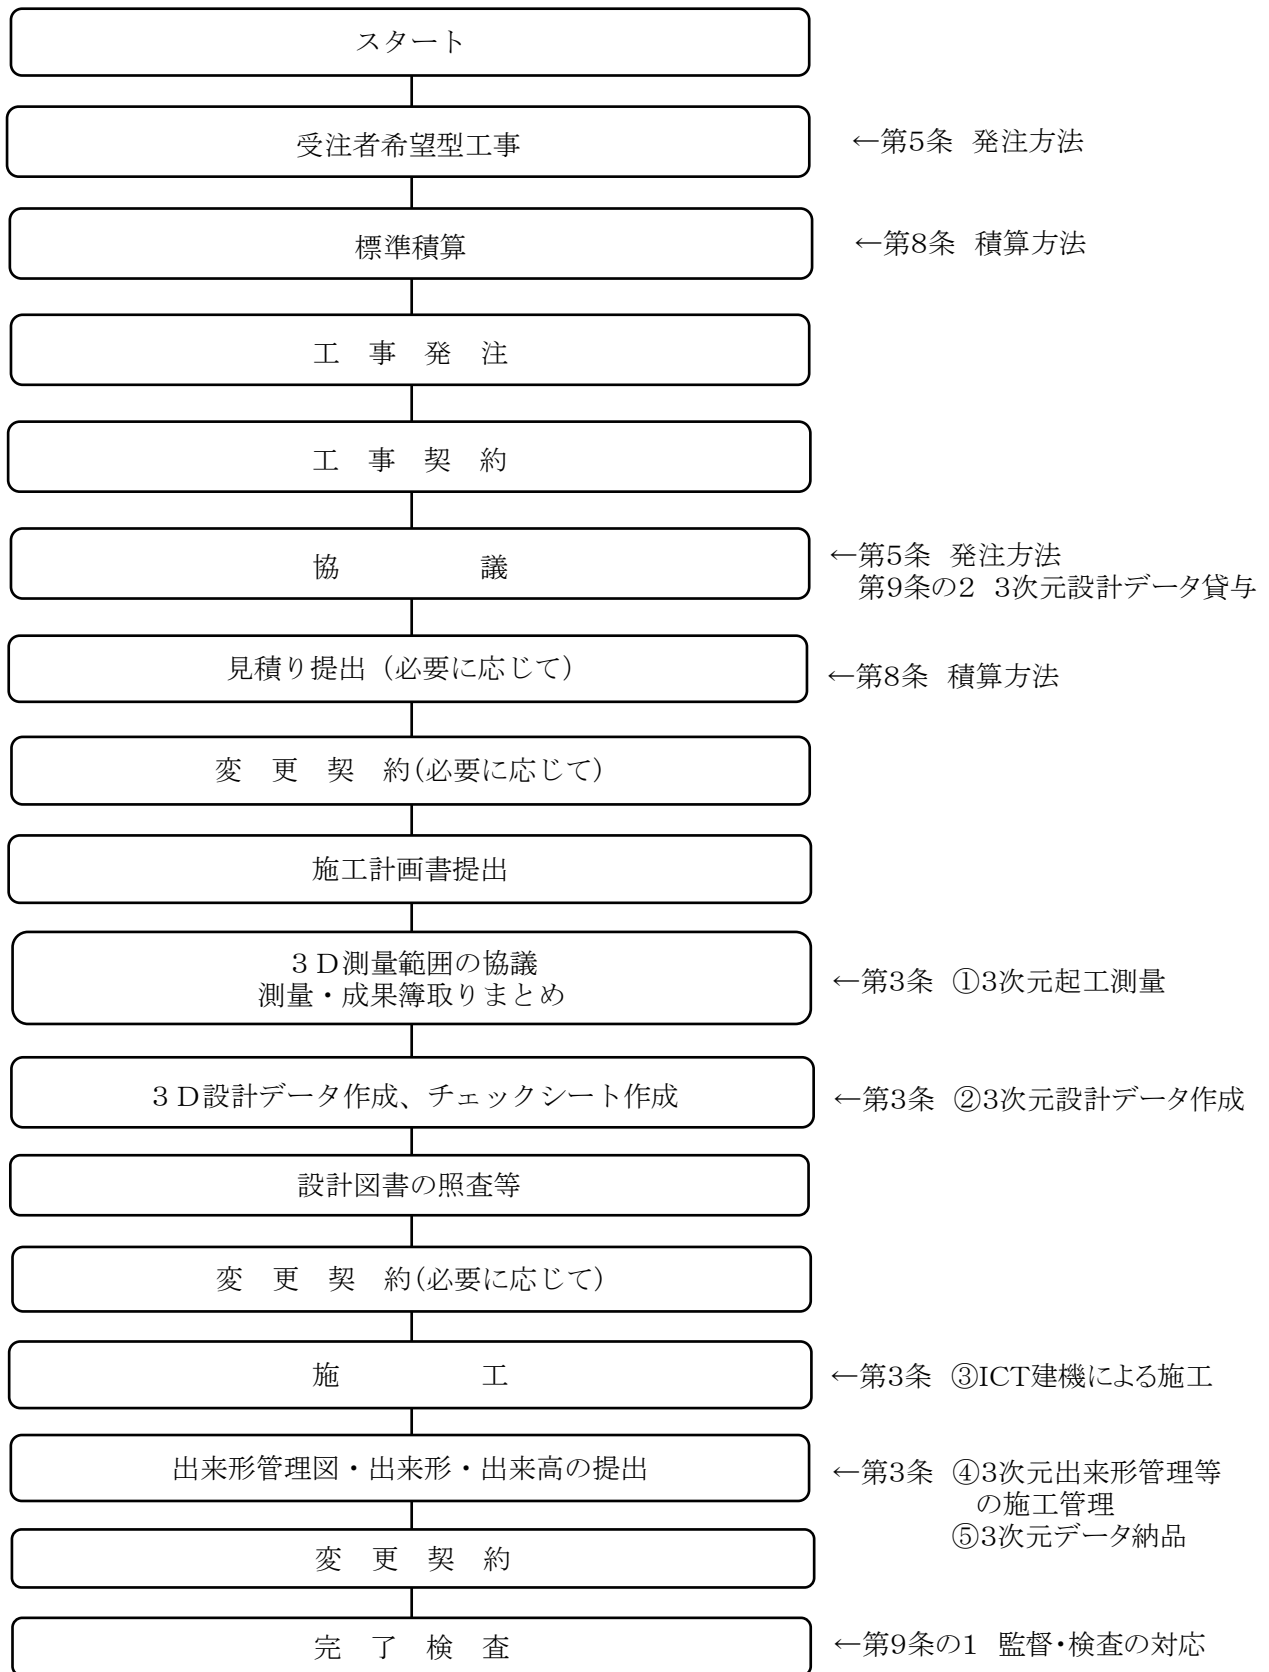 スタート
受注者希望型工事
←第5条 発注方法
標準積算
←第8条 積算方法
工 事 発 注
工 事 契 約
協 議
←第5条 発注方法
第9条の2 3次元設計データ貸与
見積り提出（必要に応じて）
←第8条 積算方法
変 更 契 約(必要に応じて)
施工計画書提出
３Ｄ測量範囲の協議
測量・成果簿取りまとめ
←第3条 ①3次元起工測量
３Ｄ設計データ作成、チェックシート作成
←第3条 ②3次元設計データ作成
設計図書の照査等
変 更 契 約(必要に応じて)
施 工
←第3条 ③ICT建機による施工
出来形管理図・出来形・出来高の提出
←第3条 ④3次元出来形管理等
の施工管理
⑤3次元データ納品
変 更 契 約
完 了 検 査
←第9条の1 監督・検査の対応